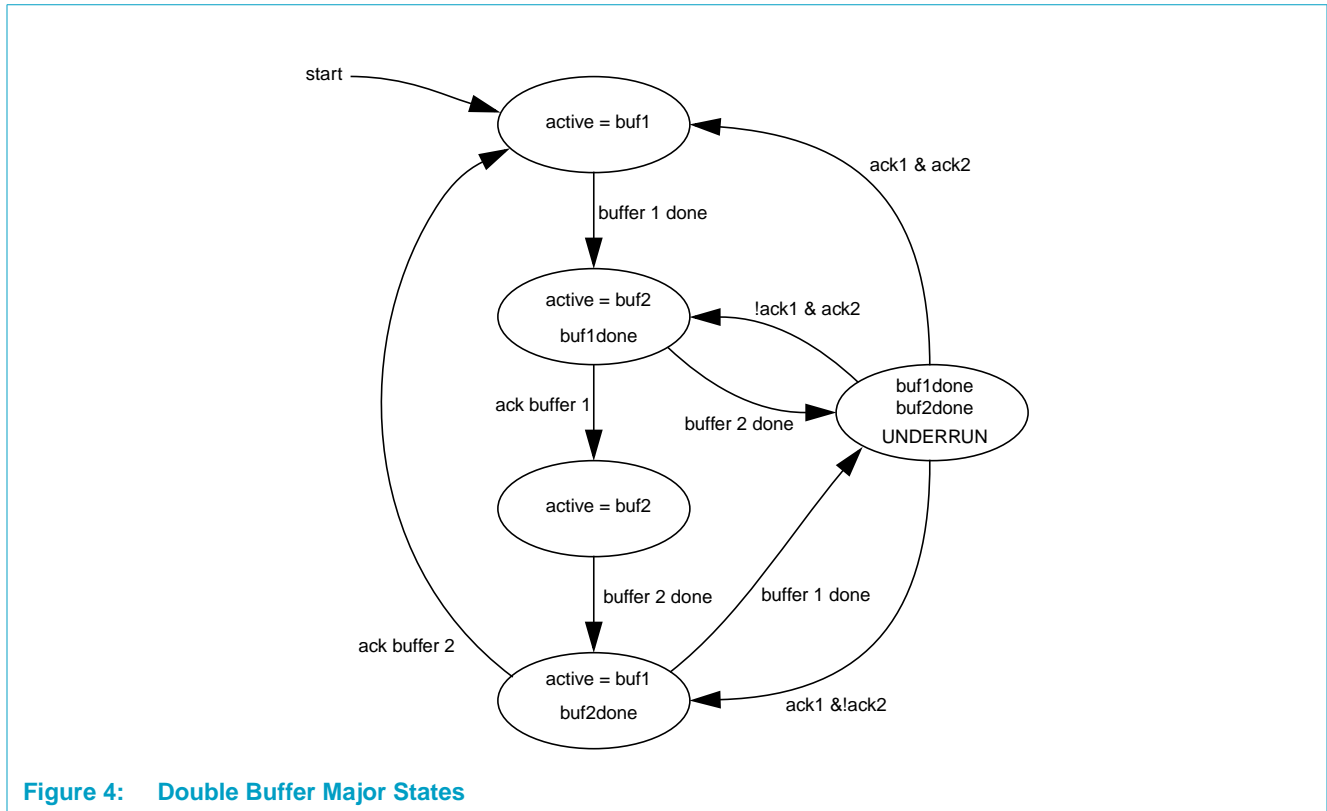 start
active = buf1
ack1 & ack2
buffer 1 done
active = buf2
buf1done
!ack1 & ack2
buf1done
buf2done
UNDERRUN
ack buffer 1
buffer 2 done
active = buf2
buffer 2 done
buffer 1 done
ack buffer 2
active = buf1
buf2done
ack1 &!ack2
Figure 4: Double Buffer Major States